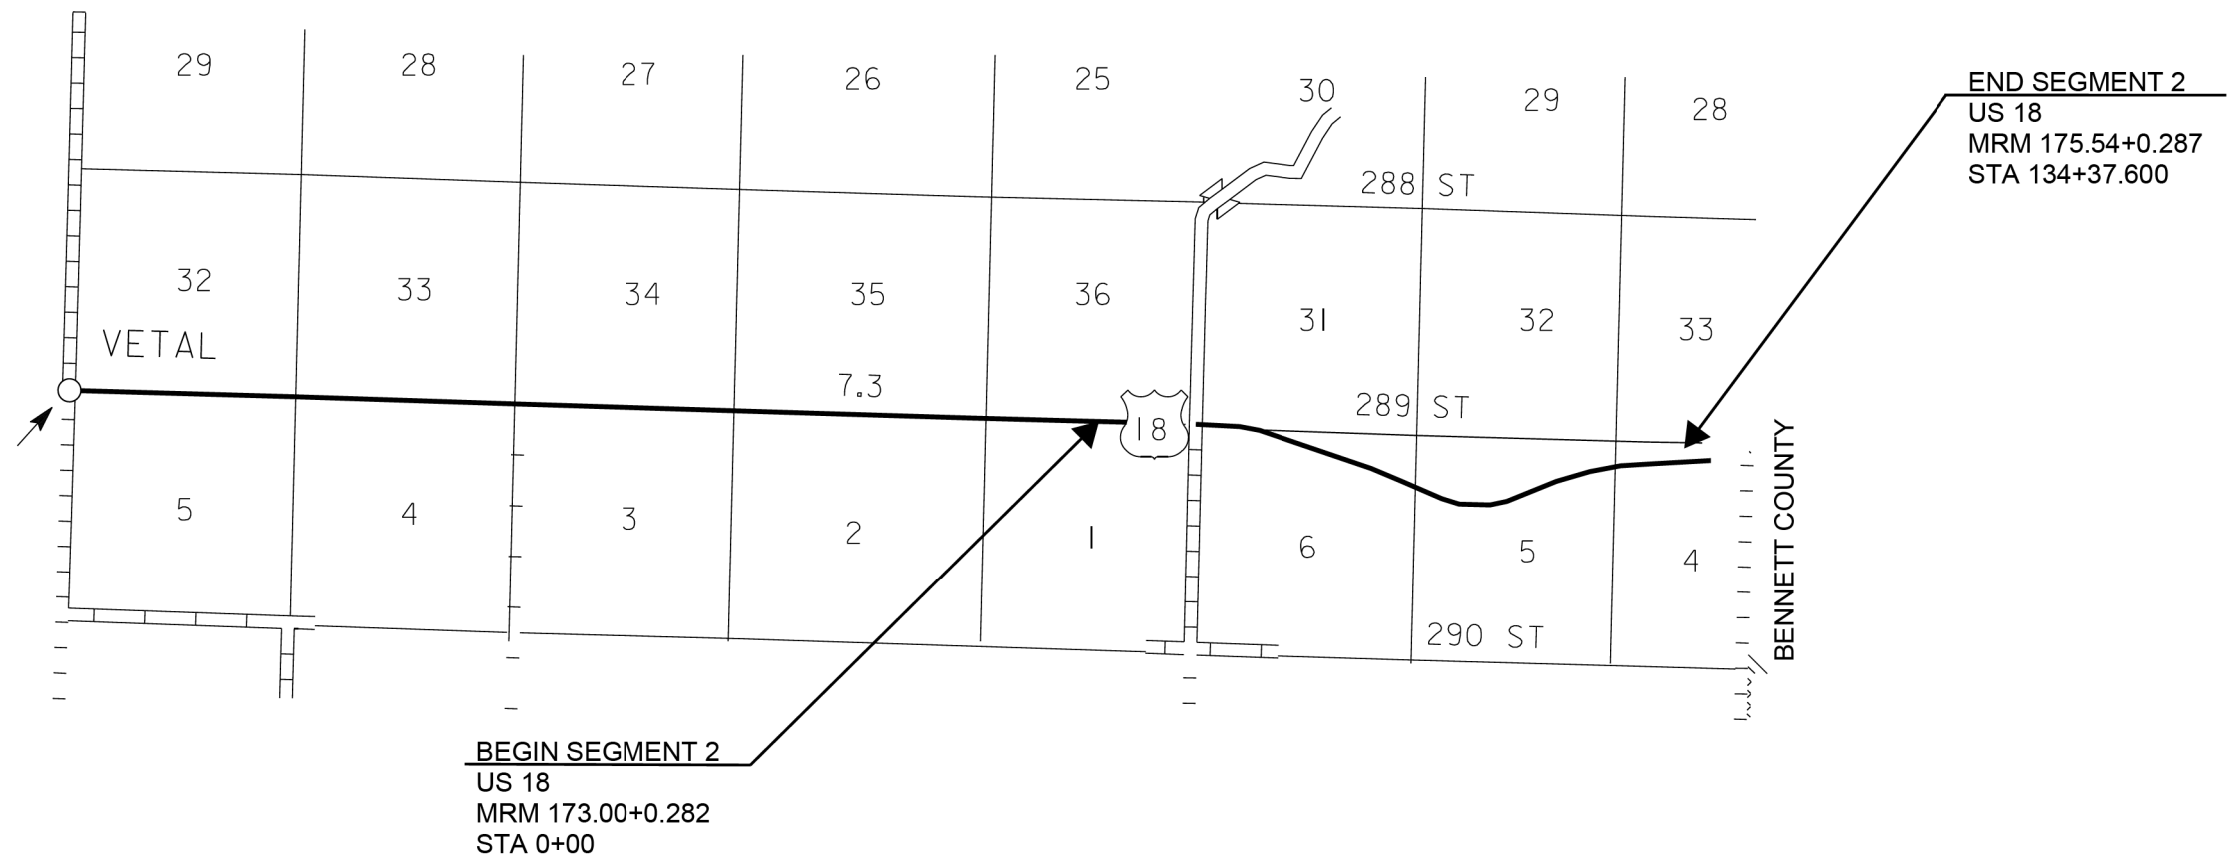 29
28
27
26
25
30
29
28
END SEGMENT 2
US 18
MRM 175.54+0.287
STA 134+37.600
288 ST
32
33
34
35
36
31
32
33
VETAL
7.3
18
289 ST
5
4
3
2
1
6
5
4
BENNETT COUNTY
290 ST
BEGIN SEGMENT 2
US 18
MRM 173.00+0.282
STA 0+00